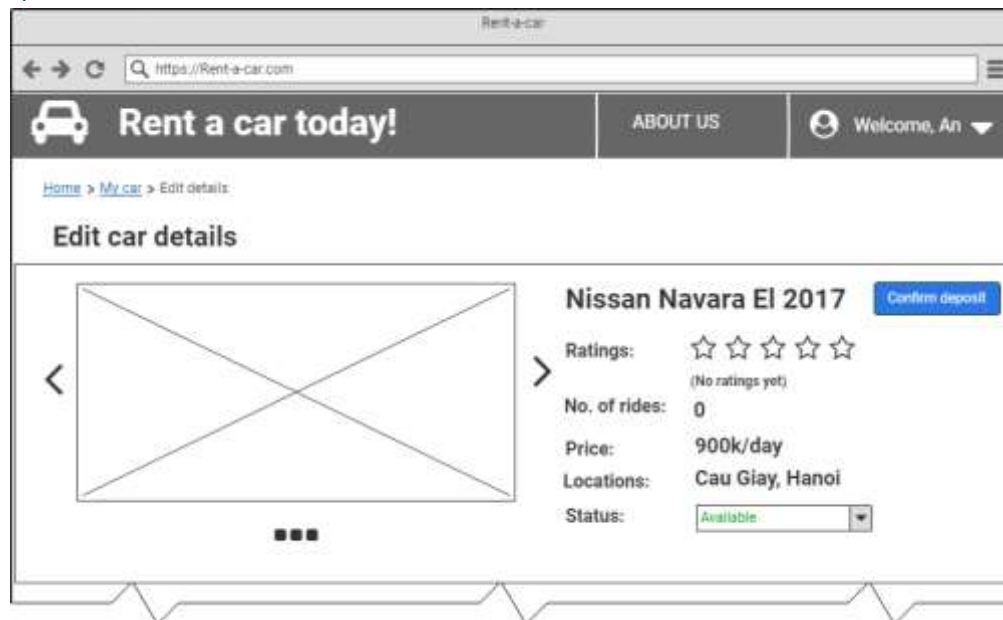 Rent-a-car
https://Rent-a-car.com
Rent a car today!
ABOUT US
Welcome, An
Home > My car > Edit details
Edit car details
Nissan Navara El 2017
Confirm deposit
Ratings:
(No ratings yet)
No. of rides: 0
Price: 900k/day
Locations: Cau Giay, Hanoi
Status: Available